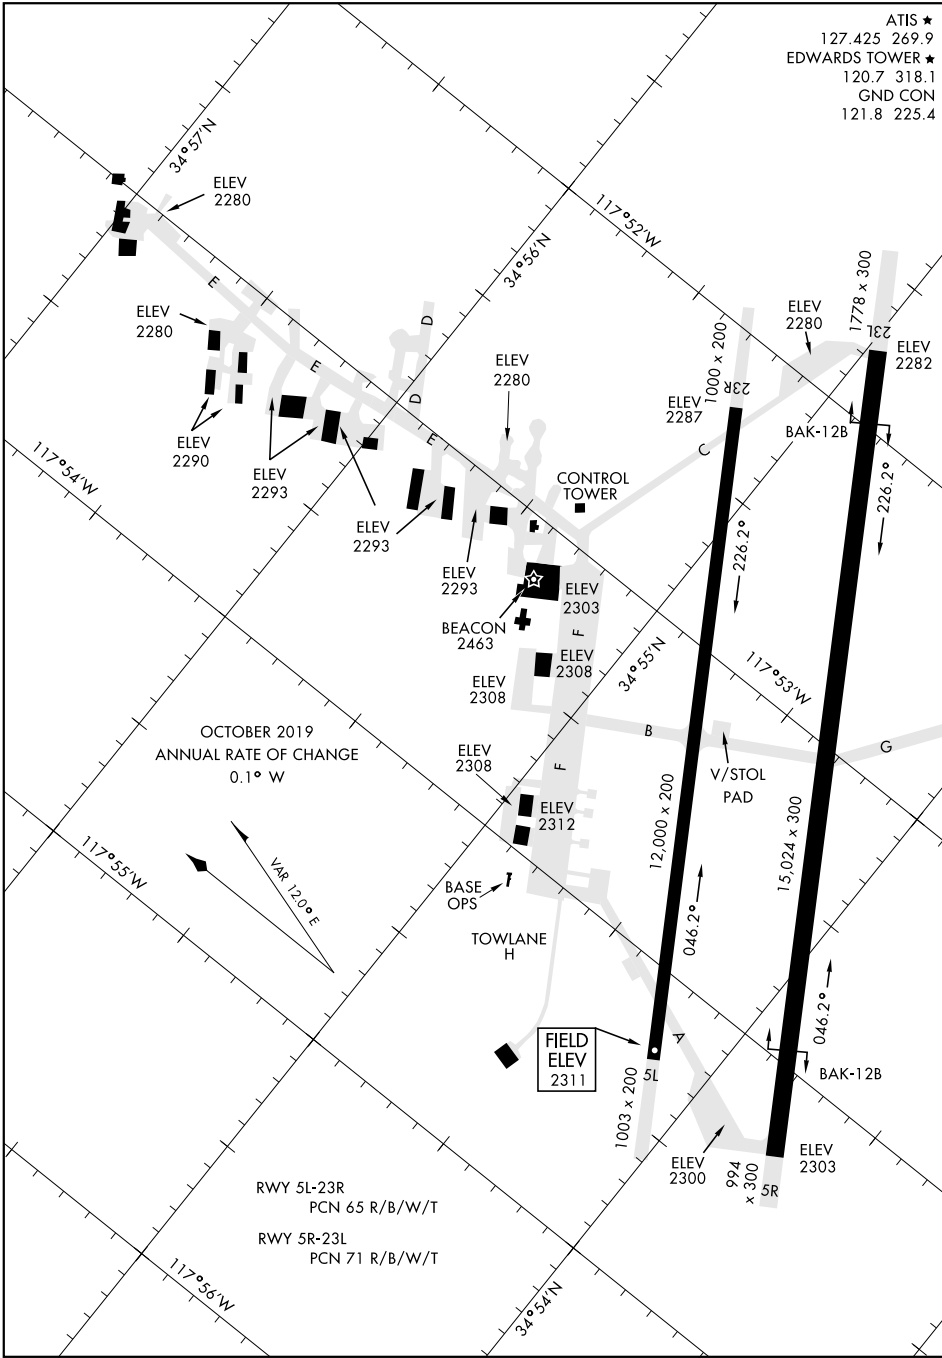 ATIS ★
127.425 269.9
EDWARDS TOWER ★
120.7 318.1
GND CON
121.8 225.4
34°57'N
ELEV
2280
117°52'W
34°56'N
E
ELEV
2280
D
ELEV
2280
1778 x 300
23L
ELEV
2282
1000 x 200
23R
ELEV
2287
E
D
ELEV
2280
BAK-12B
E
C
ELEV
2290
117°54'W
ELEV
2293
CONTROL
TOWER
226.2°
226.2°
ELEV
2293
ELEV
2293
ELEV
2303
BEACON
2463
F
34°55'N
117°53'W
ELEV
2308
ELEV
2308
OCTOBER 2019
ANNUAL RATE OF CHANGE
0.1° W
B
G
ELEV
2308
F
V/STOL
PAD
ELEV
2312
12,000 x 200
15,024 x 300
117°55'W
VAR 12.0° E
BASE
OPS
TOWLANE
H
046.2°
046.2°
FIELD
ELEV
2311
A
5L
BAK-12B
1003 x 200
ELEV
2300
994
x 300
5R
ELEV
2303
RWY 5L-23R
PCN 65 R/B/W/T
RWY 5R-23L
PCN 71 R/B/W/T
117°56'W
34°54'N